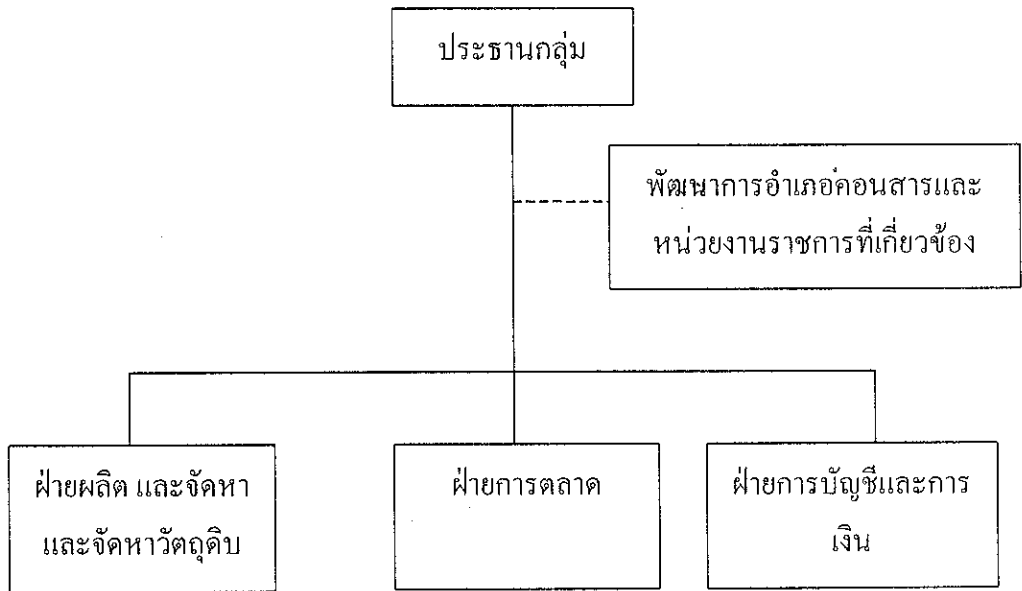 ประธานกลุ่ม
พัฒนาการอำเภอคอนสารและ
หน่วยงานราชการที่เกี่ยวข้อง
ฝ่ายผลิต และจัดหา
และจัดหาวัตถุดิบ
ฝ่ายการตลาด
ฝ่ายการบัญชีและการ
เงิน